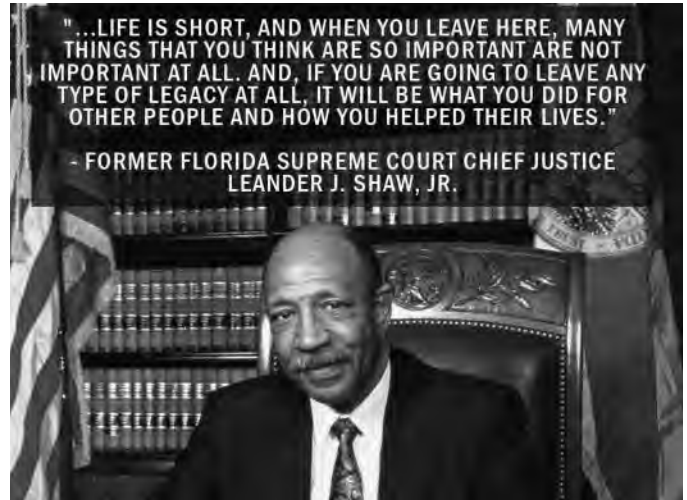 "...LIFE IS SHORT, AND WHEN YOU LEAVE HERE, MANY
THINGS THAT YOU THINK ARE SO IMPORTANT ARE NOT
IMPORTANT AT ALL. AND, IF YOU ARE GOING TO LEAVE ANY
TYPE OF LEGACY AT ALL, IT WILL BE WHAT YOU DID FOR
OTHER PEOPLE AND HOW YOU HELPED THEIR LIVES."
- FORMER FLORIDA SUPREME COURT CHIEF JUSTICE
LEANDER J. SHAW, JR.
TRUST